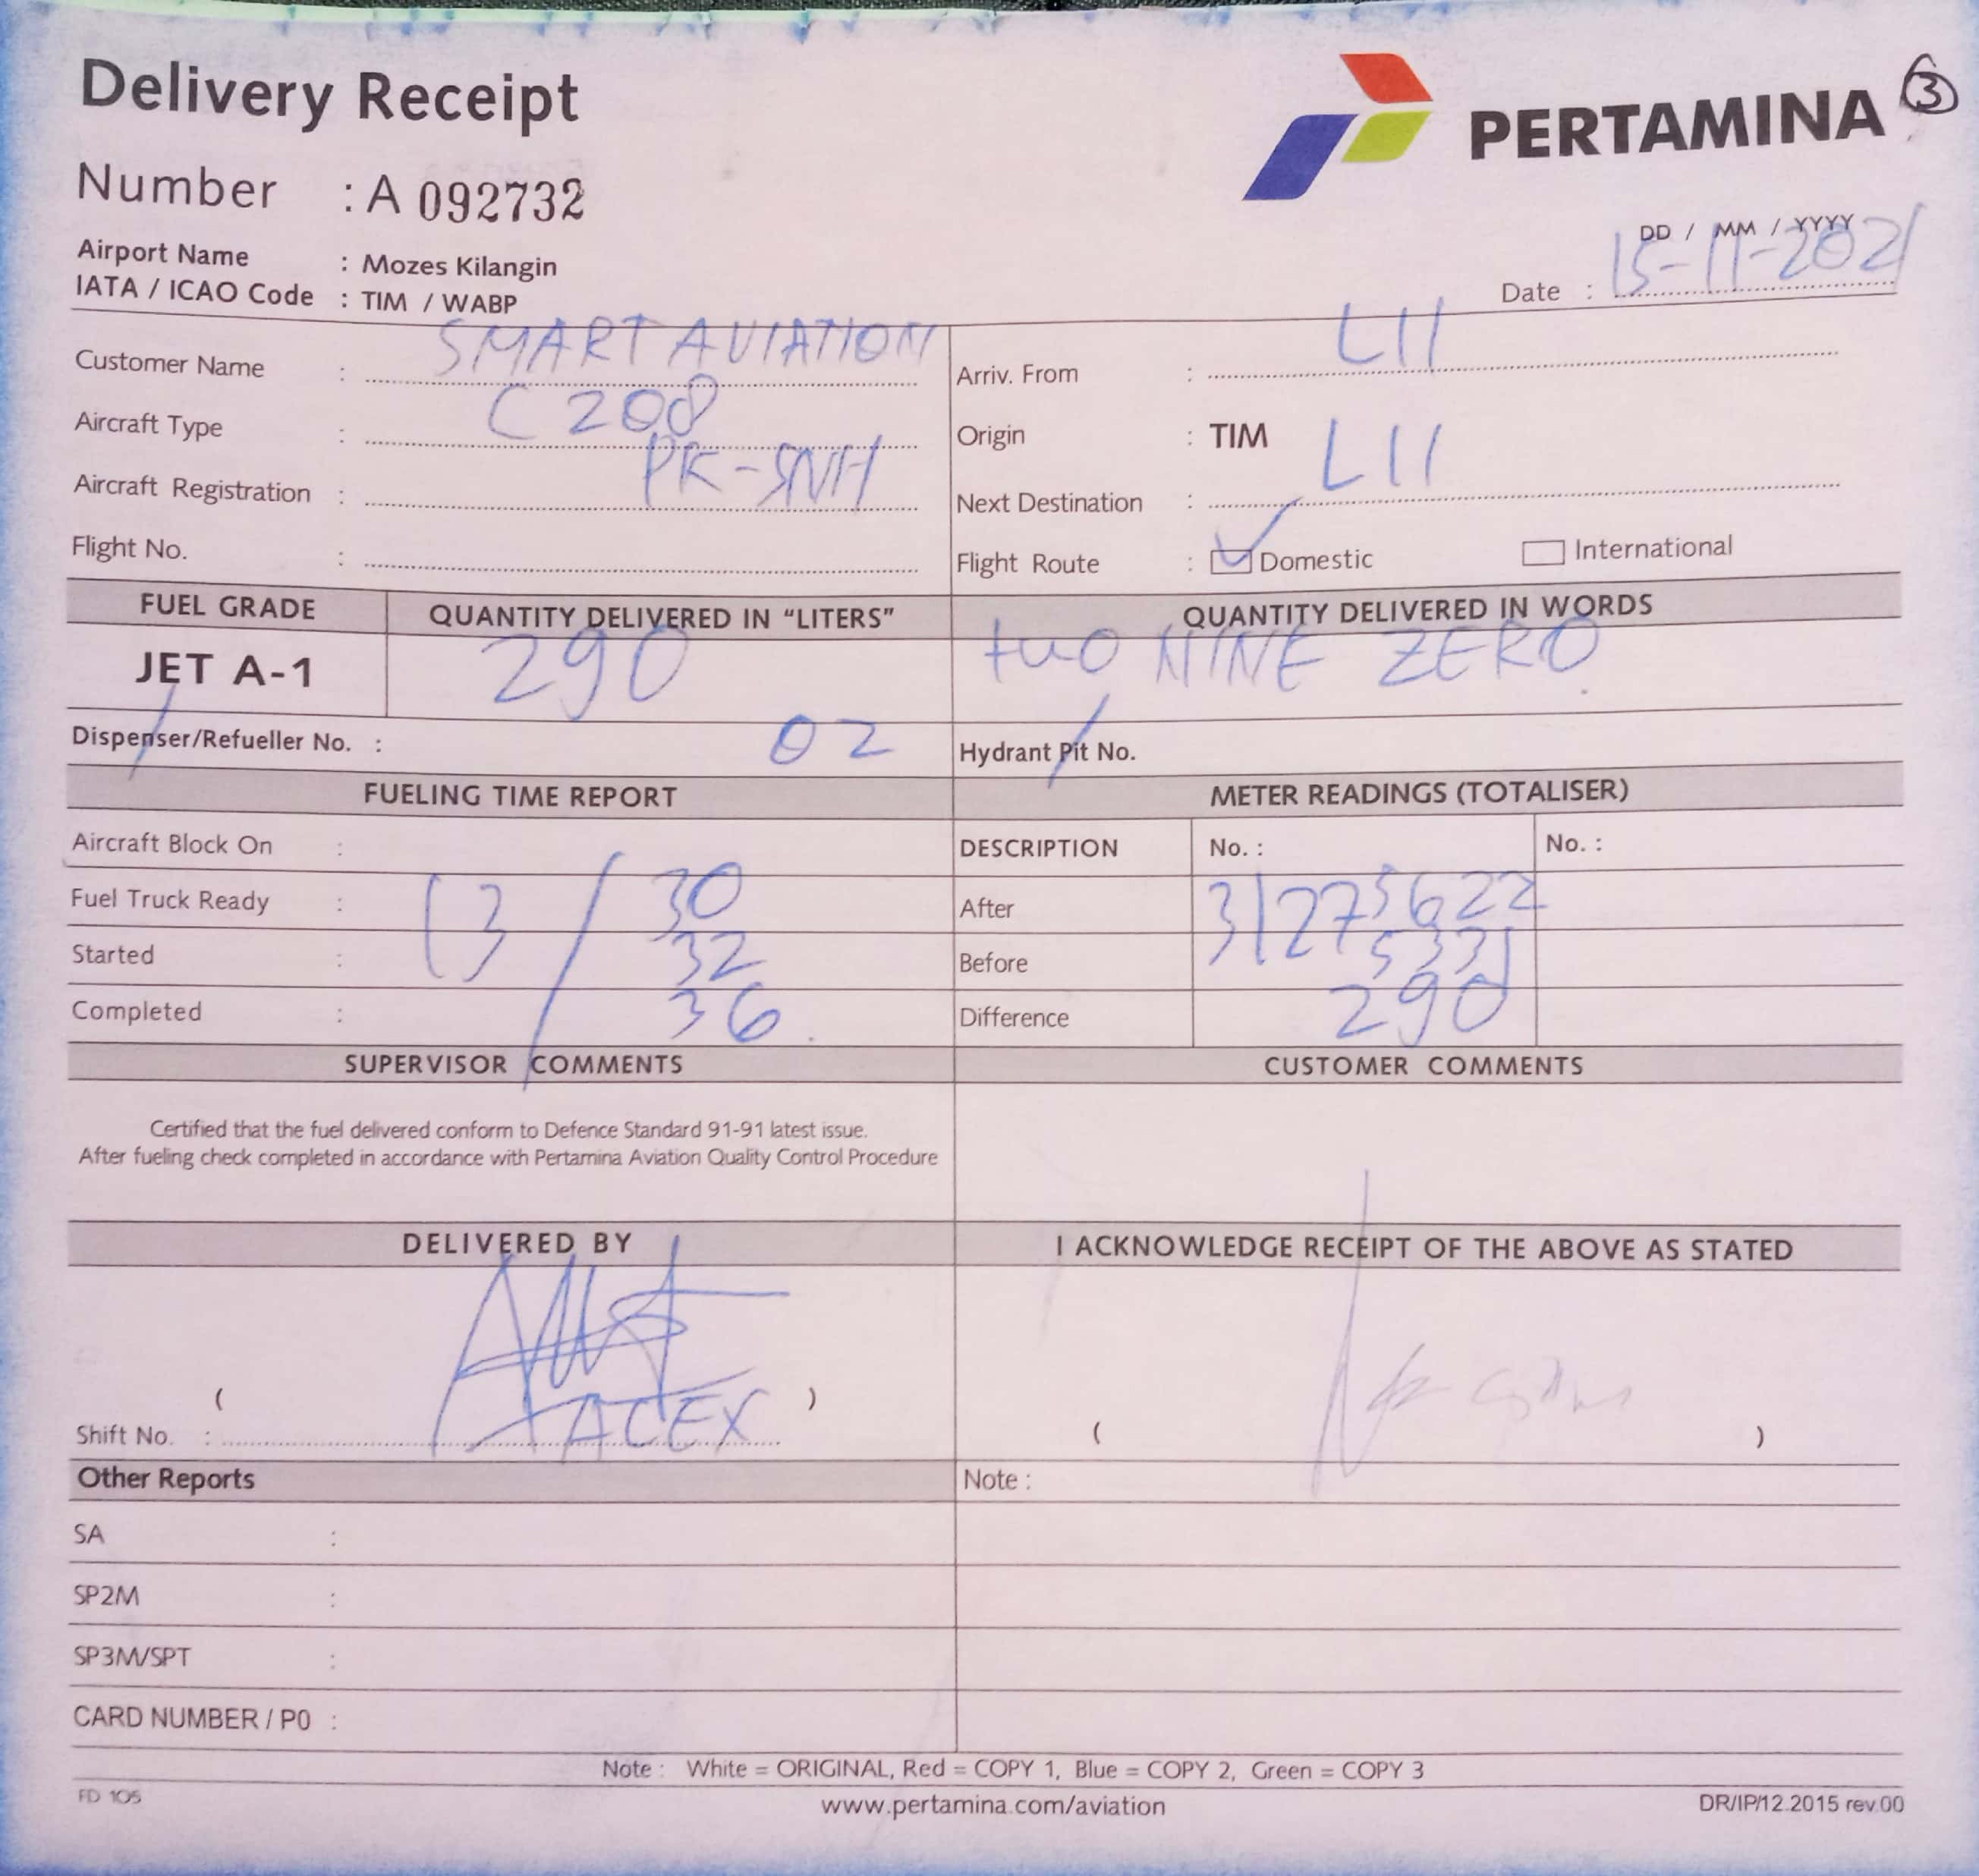 Delivery Receipt
PERTAMINA
3
Number : A 092732
DD / MM / YYYY
Airport Name : Mozes Kilangin
Date : 15-11-2021
IATA / ICAO Code : TIM / WABP
Customer Name : SMART AVIATION
Arriv. From : LII
Aircraft Type : C 208
Origin : TIM
Aircraft Registration : PK-SNH
Next Destination : LII
Flight No. :
Flight Route : Domestic International
FUEL GRADE QUANTITY DELIVERED IN "LITERS" QUANTITY DELIVERED IN WORDS
JET A-1 290 two NINE ZERO
Dispenser/Refueller No. : 02 Hydrant Pit No.
FUELING TIME REPORT METER READINGS (TOTALISER)
Aircraft Block On : DESCRIPTION No. : No. :
Fuel Truck Ready : 13 / 30 After 31275622
Started : 32 Before
Completed : 36 Difference 290
SUPERVISOR COMMENTS CUSTOMER COMMENTS
Certified that the fuel delivered conform to Defence Standard 91-91 latest issue.
After fueling check completed in accordance with Pertamina Aviation Quality Control Procedure
DELIVERED BY I ACKNOWLEDGE RECEIPT OF THE ABOVE AS STATED
( )
Shift No. :
( )
Other Reports Note :
SA :
SP2M :
SP3M/SPT :
CARD NUMBER / P0 :
Note : White = ORIGINAL, Red = COPY 1, Blue = COPY 2, Green = COPY 3
FD 105 www.pertamina.com/aviation DR/IP/12.2015 rev.00